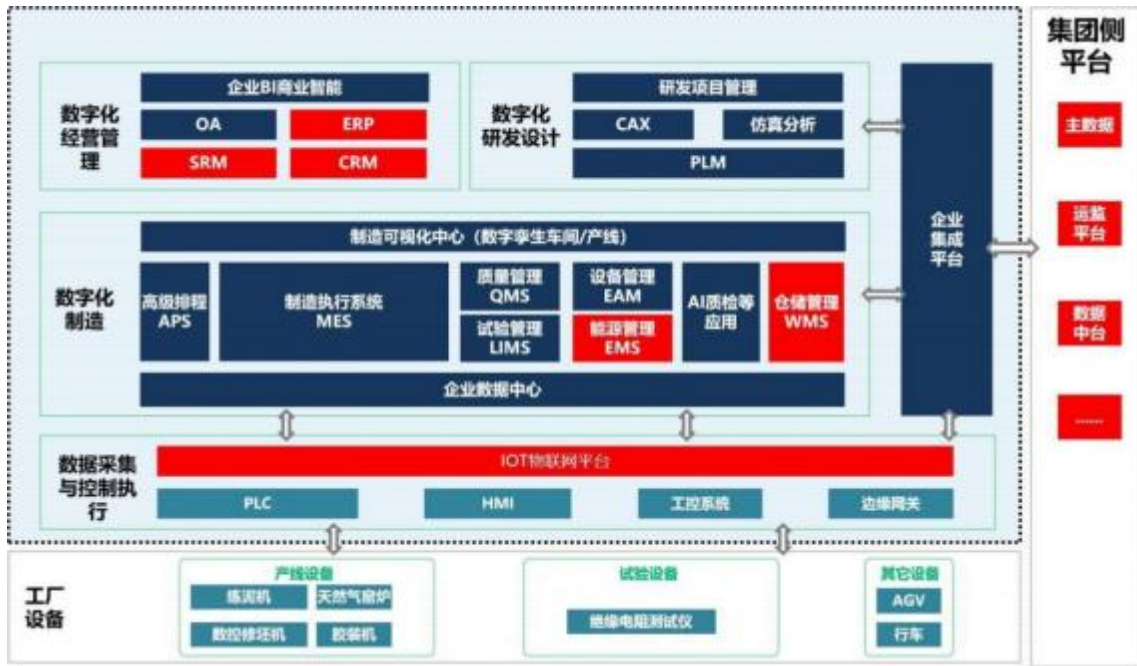 集团侧
平台
主数据
运监
平台
数据
中台
......
数字化
经营管
理
企业BI商业智能
OA
ERP
SRM
CRM
数字化
研发设计
研发项目管理
CAX
仿真分析
PLM
企业
集成
平台
数字化
制造
制造可视化中心（数字孪生车间/产线）
高级排程
APS
制造执行系统
MES
质量管理
QMS
试验管理
LIMS
设备管理
EAM
能源管理
EMS
AI质检等
应用
仓储管理
WMS
企业数据中心
数据采集
与控制执
行
IOT物联网平台
PLC
HMI
工控系统
边缘网关
工厂
设备
产线设备
练泥机
天然气窑炉
数控修坯机
胶装机
试验设备
绝缘电阻测试仪
其它设备
AGV
行车